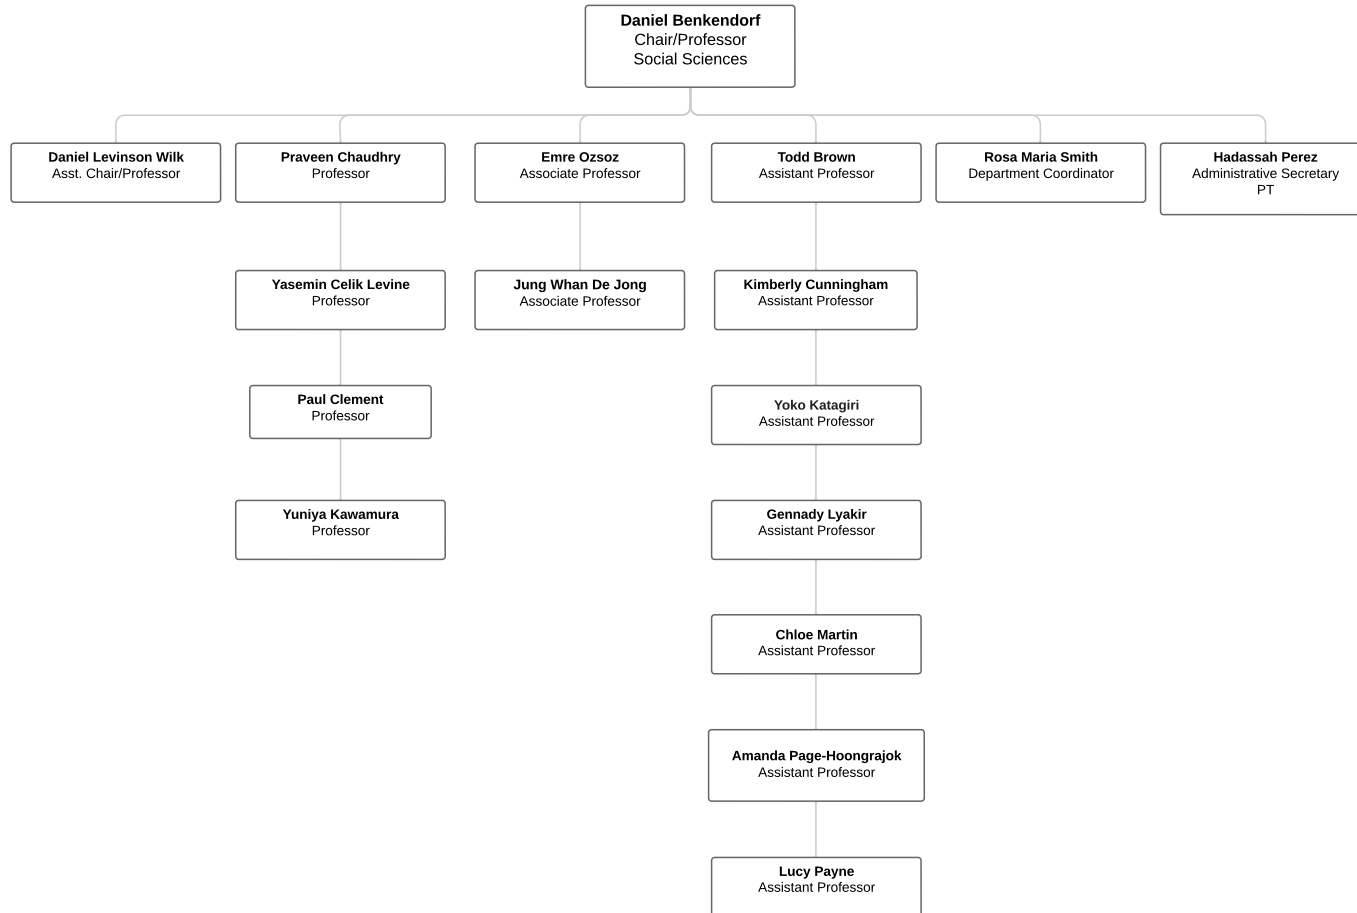 Daniel Benkendorf
Chair/Professor
Social Sciences
Daniel Levinson Wilk
Asst. Chair/Professor
Praveen Chaudhry
Professor
Emre Ozsoz
Associate Professor
Todd Brown
Assistant Professor
Rosa Maria Smith
Department Coordinator
Hadassah Perez
Administrative Secretary
PT
Yasemin Celik Levine
Professor
Jung Whan De Jong
Associate Professor
Kimberly Cunningham
Assistant Professor
Paul Clement
Professor
Yoko Katagiri
Assistant Professor
Yuniya Kawamura
Professor
Gennady Lyakir
Assistant Professor
Chloe Martin
Assistant Professor
Amanda Page-Hoongrajok
Assistant Professor
Lucy Payne
Assistant Professor